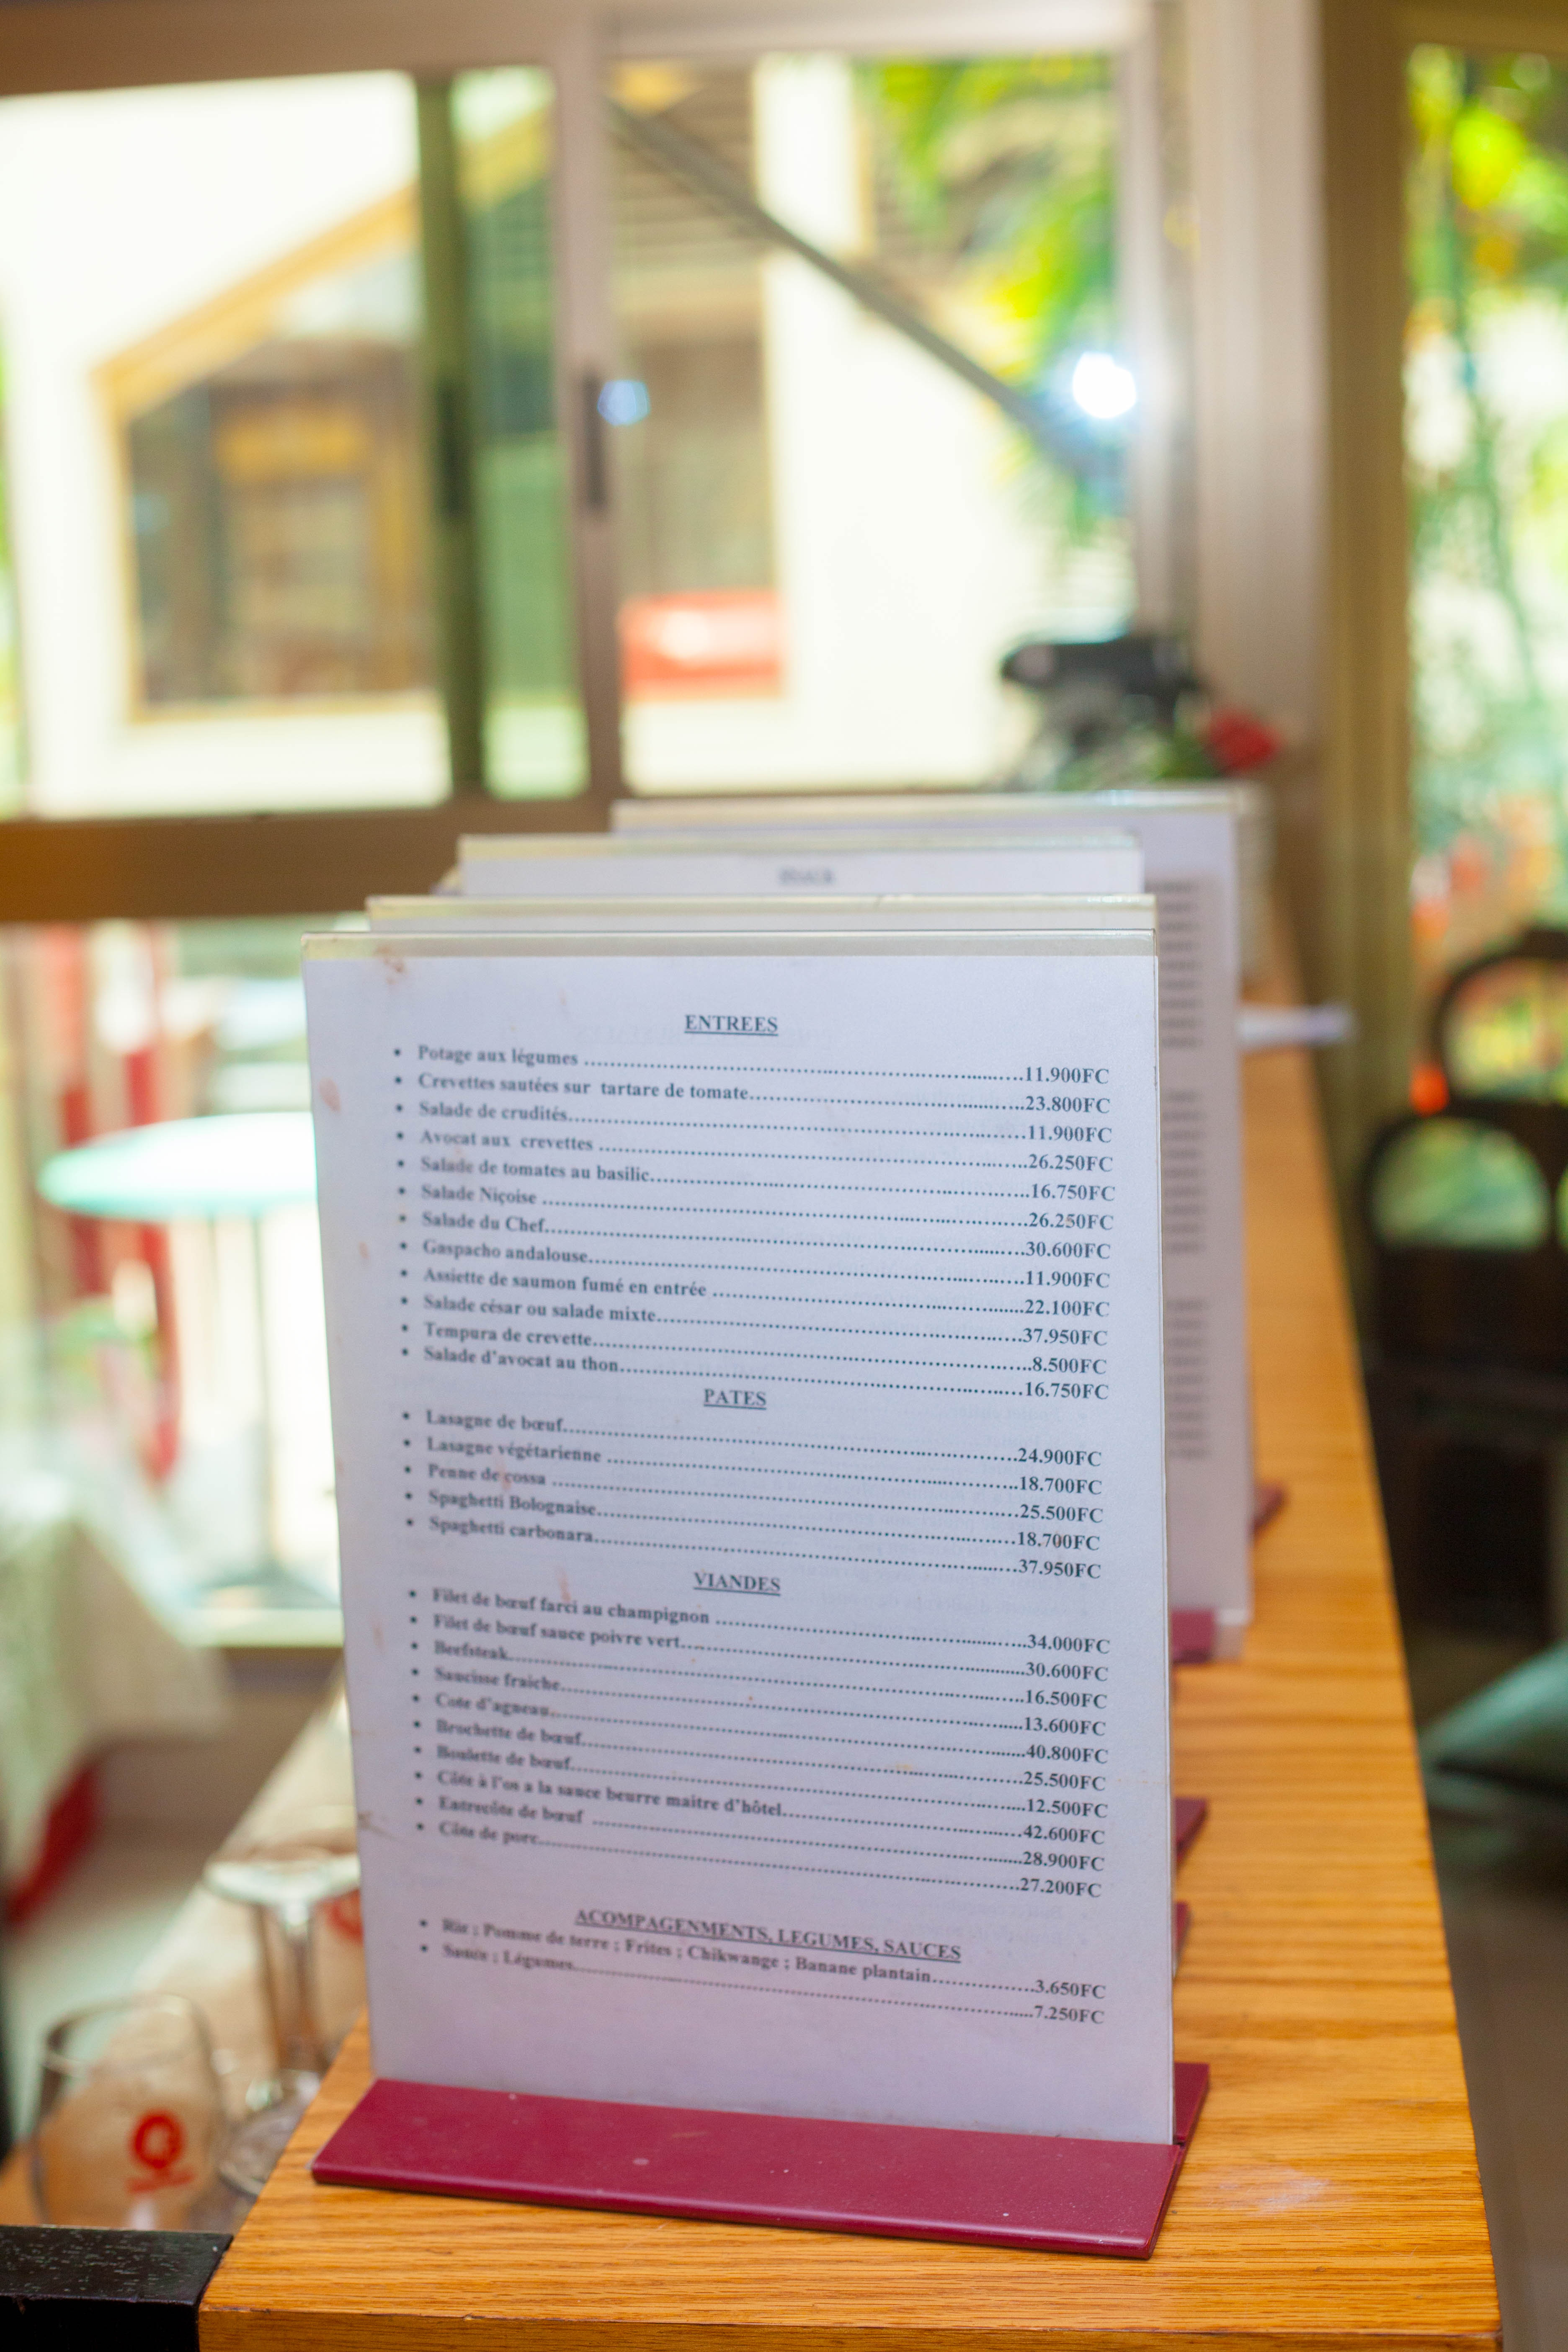 SNACK
ENTREES
• Potage aux légumes ........................11.900FC
• Crevettes sautées sur tartare de tomate........................23.800FC
• Salade de crudités........................11.900FC
• Avocat aux crevettes ........................26.250FC
• Salade de tomates au basilic........................16.750FC
• Salade Niçoise ........................26.250FC
• Salade du Chef........................30.600FC
• Gaspacho andalouse........................11.900FC
• Assiette de saumon fumé en entrée ........................22.100FC
• Salade césar ou salade mixte........................37.950FC
• Tempura de crevette........................8.500FC
• Salade d'avocat au thon........................16.750FC
PATES
• Lasagne de bœuf........................24.900FC
• Lasagne végétarienne ........................18.700FC
• Penne de cossa ........................25.500FC
• Spaghetti Bolognaise........................18.700FC
• Spaghetti carbonara........................37.950FC
VIANDES
• Filet de bœuf farci au champignon ........................34.000FC
• Filet de bœuf sauce poivre vert........................30.600FC
• Beefsteak........................16.500FC
• Saucisse fraiche........................13.600FC
• Cote d'agneau........................40.800FC
• Brochette de bœuf........................25.500FC
• Boulette de bœuf........................12.500FC
• Côte à l'os a la sauce beurre maitre d'hôtel........................42.600FC
• Entrecôte de bœuf ........................28.900FC
• Côte de porc........................27.200FC
ACOMPAGENMENTS, LEGUMES, SAUCES
• Riz ; Pomme de terre ; Frites ; Chikwange ; Banane plantain........................3.650FC
• Sauce ; Légumes........................7.250FC